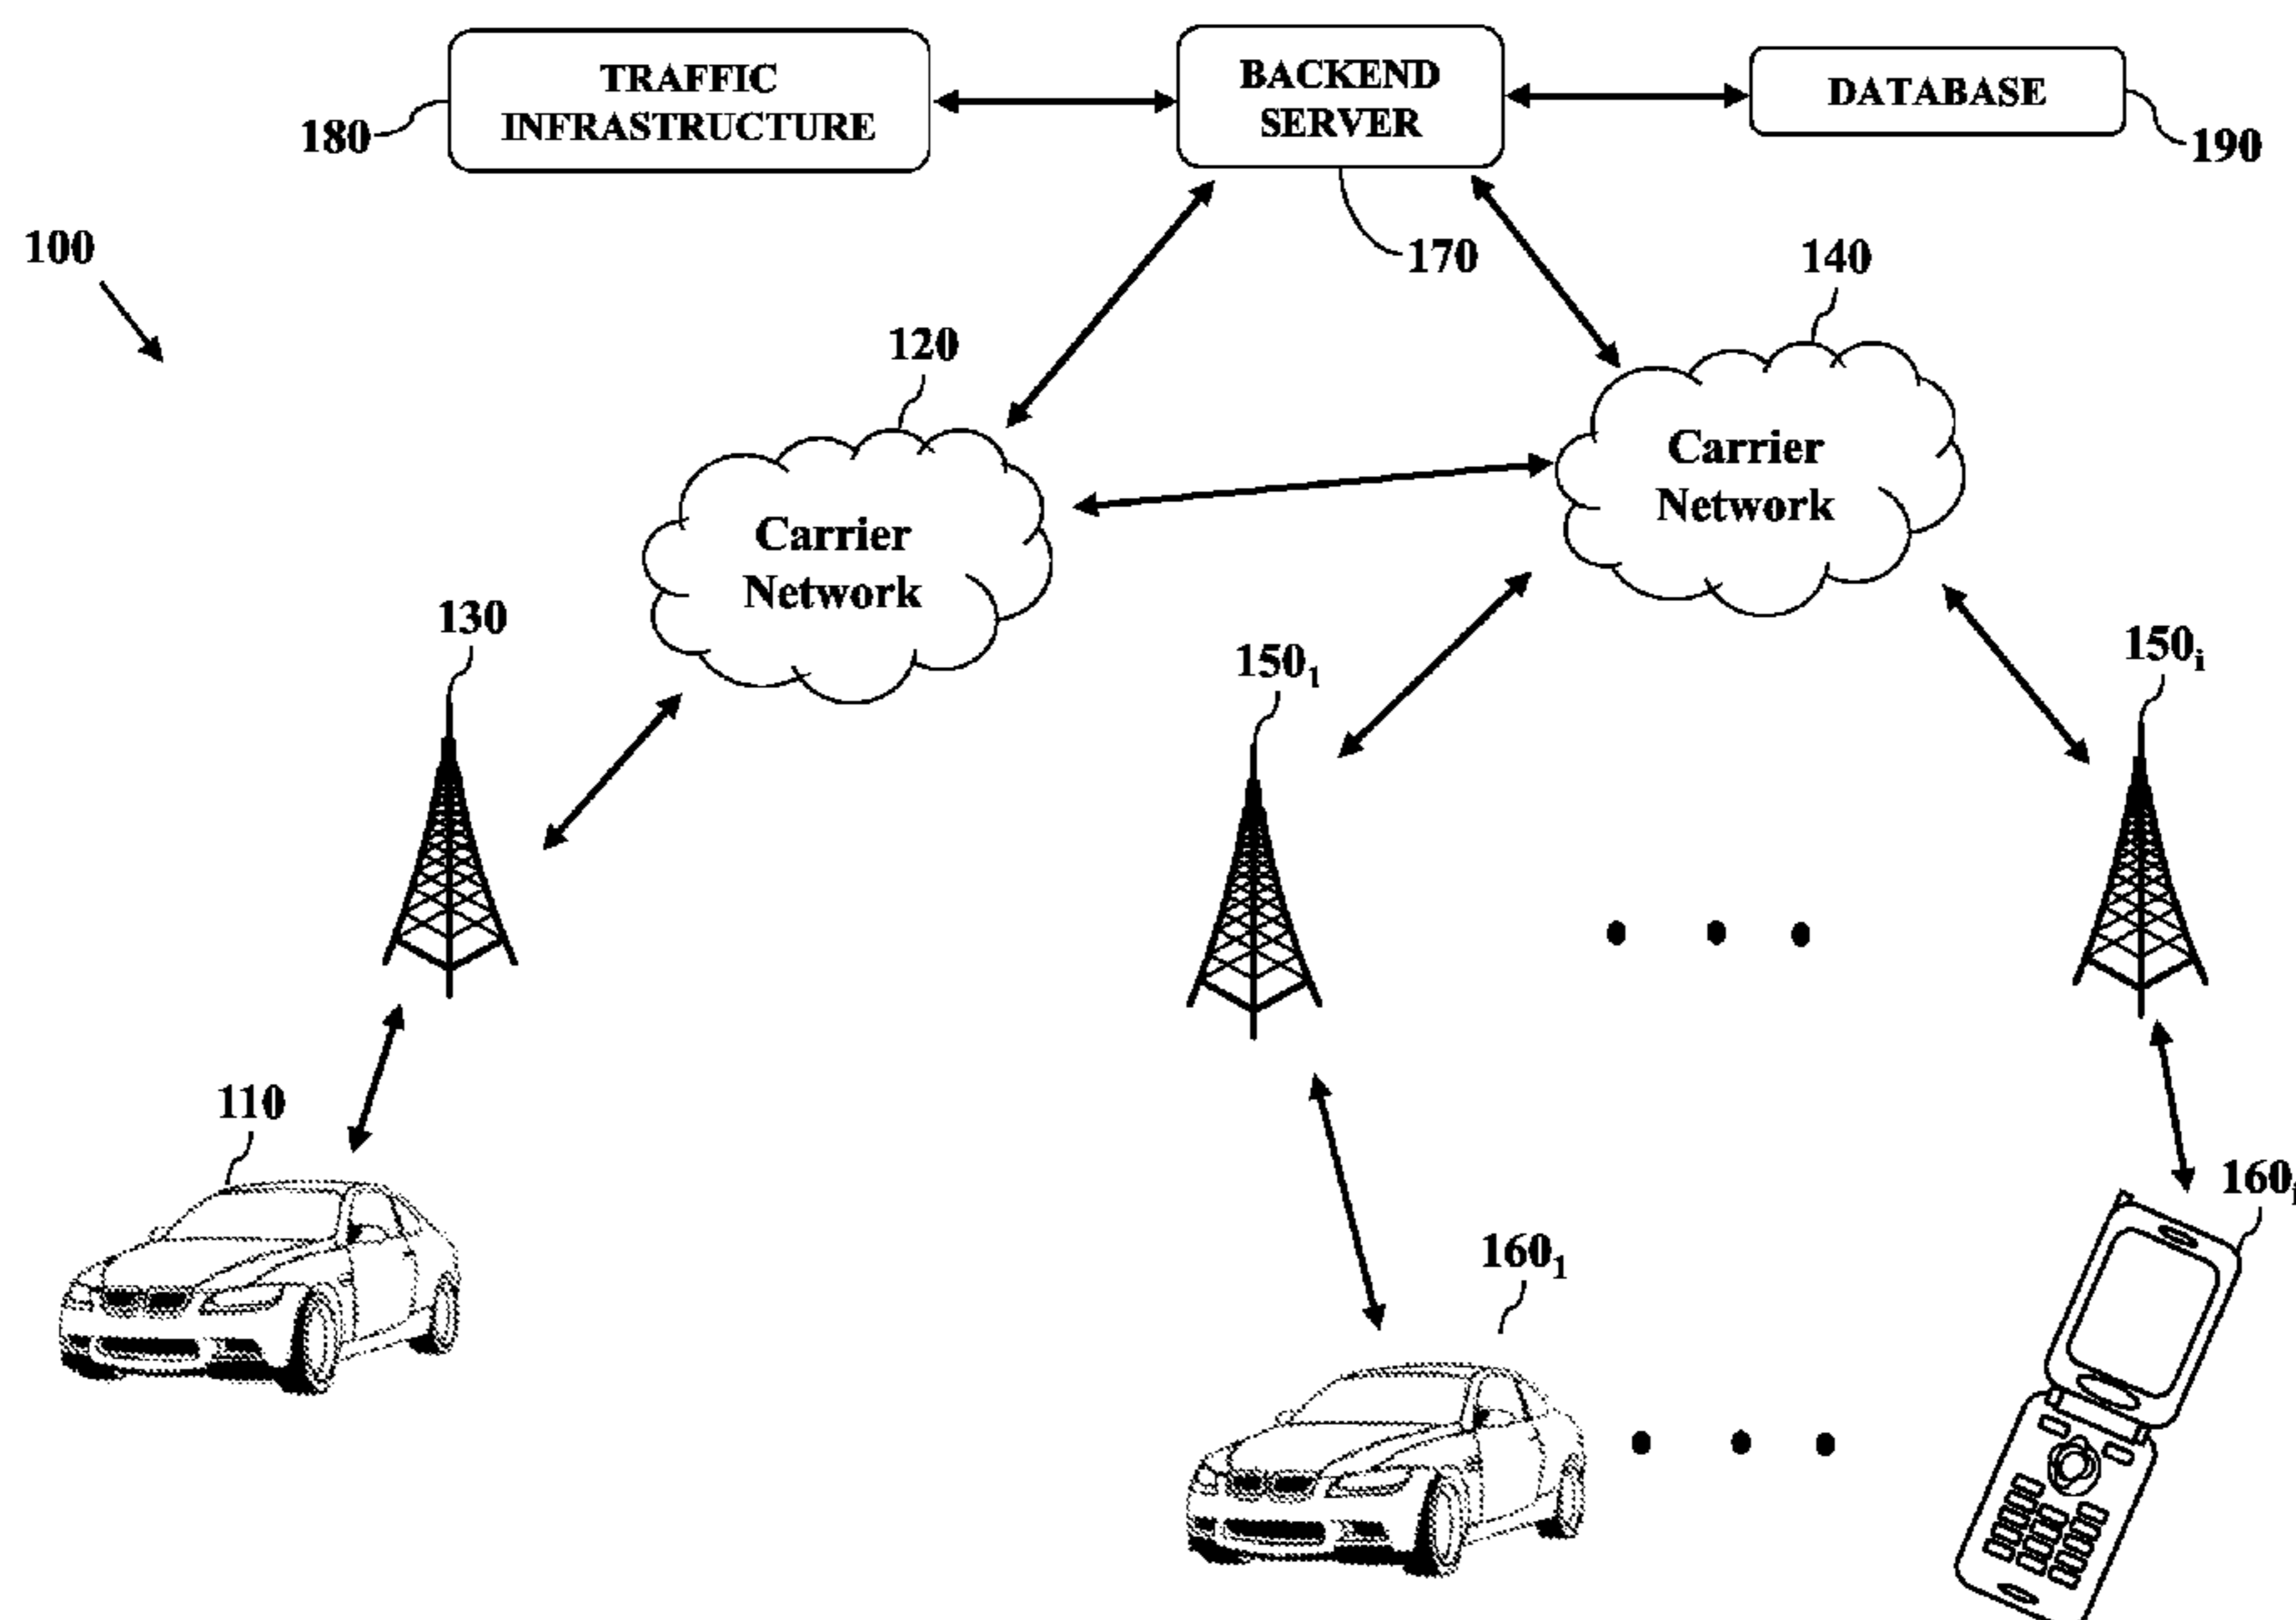 TRAFFIC
INFRASTRUCTURE
180
BACKEND
SERVER
DATABASE
190
170
100
140
120
Carrier
Network
Carrier
Network
130
150₁
150ᵢ
110
160₁
160ᵢ